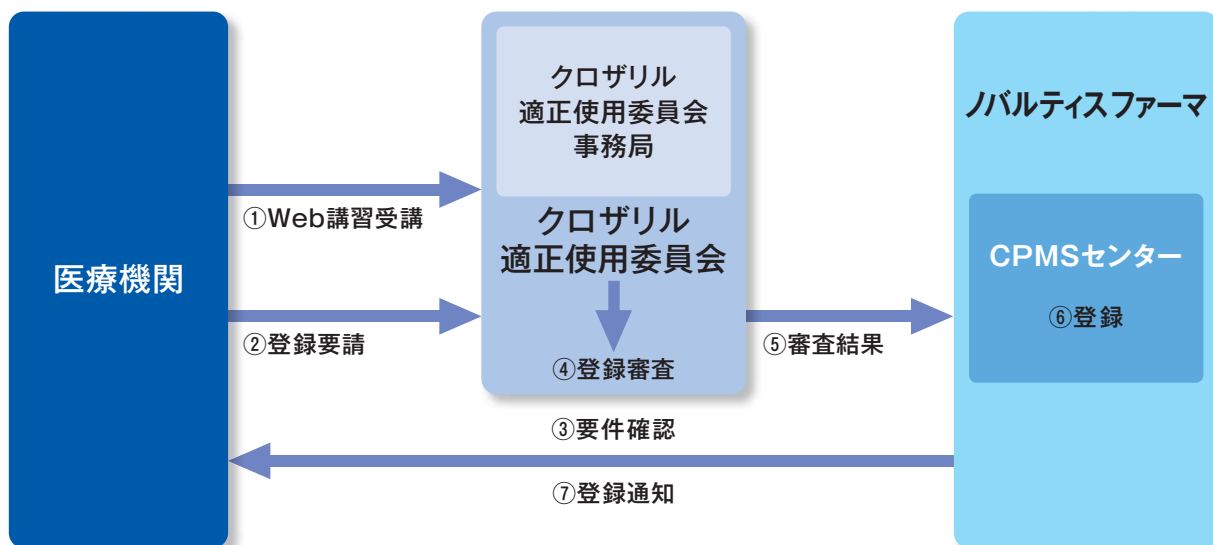 医療機関
①Web講習受講
②登録要請
クロザリル
適正使用委員会
事務局
クロザリル
適正使用委員会
④登録審査
⑤審査結果
ノバルティスファーマ
CPMSセンター
⑥登録
③要件確認
⑦登録通知